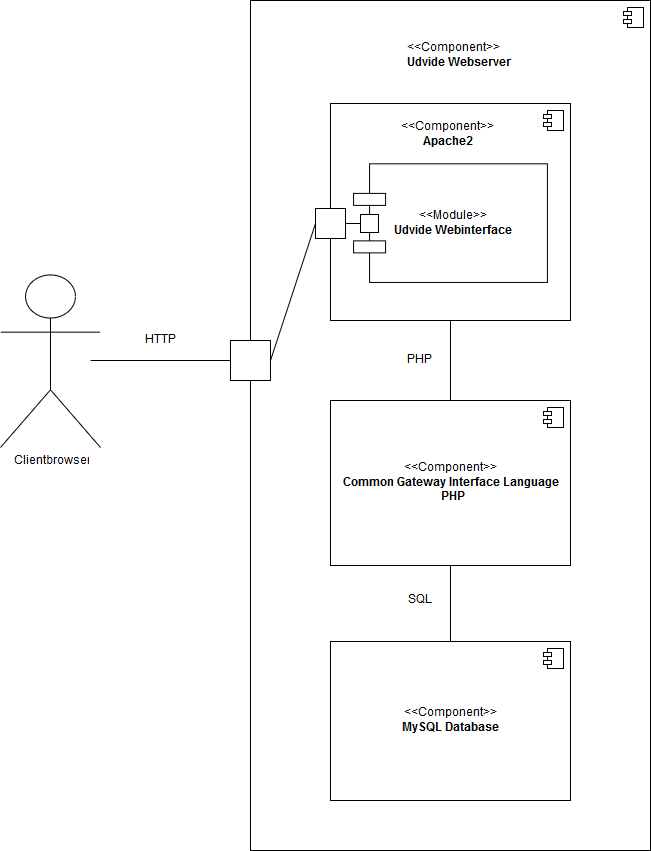 <<Component>>
Udvide Webserver
<<Component>>
Apache2
<<Module>>
Udvide Webinterface
HTTP
PHP
Clientbrowser
<<Component>>
Common Gateway Interface Language
PHP
SQL
<<Component>>
MySQL Database